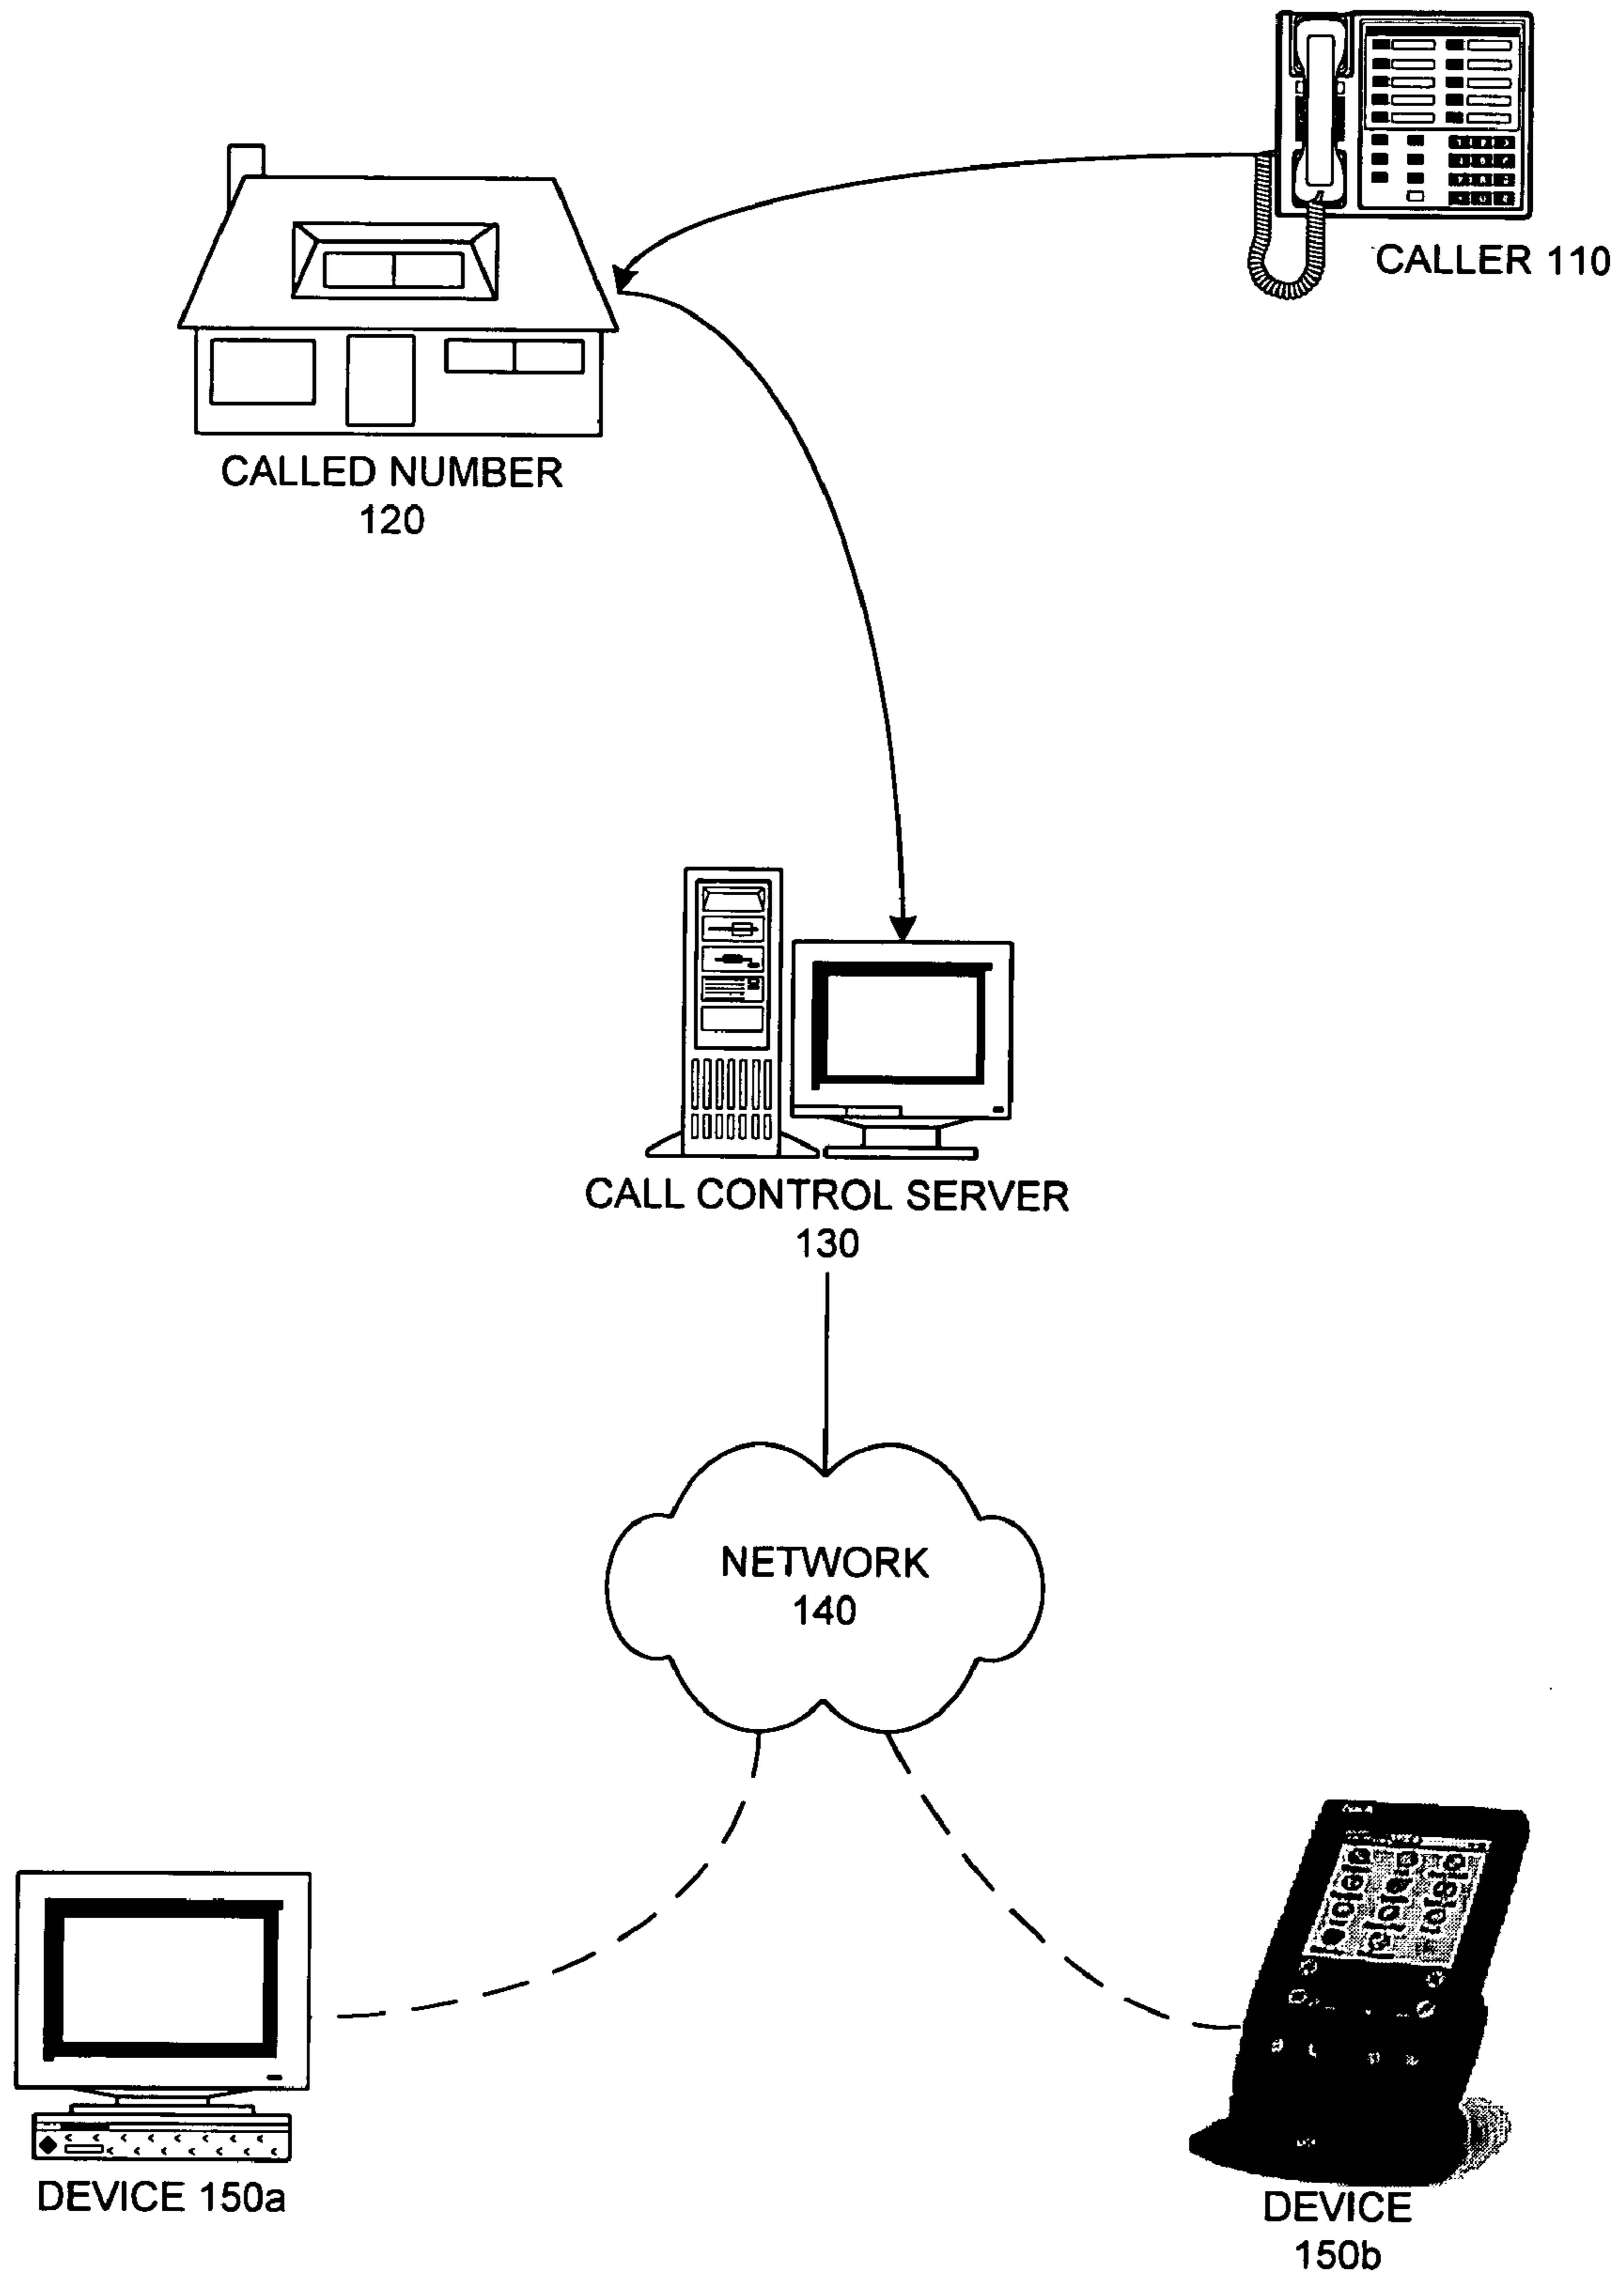 CALLER 110
CALLED NUMBER
120
CALL CONTROL SERVER
130
NETWORK
140
DEVICE 150a
DEVICE
150b